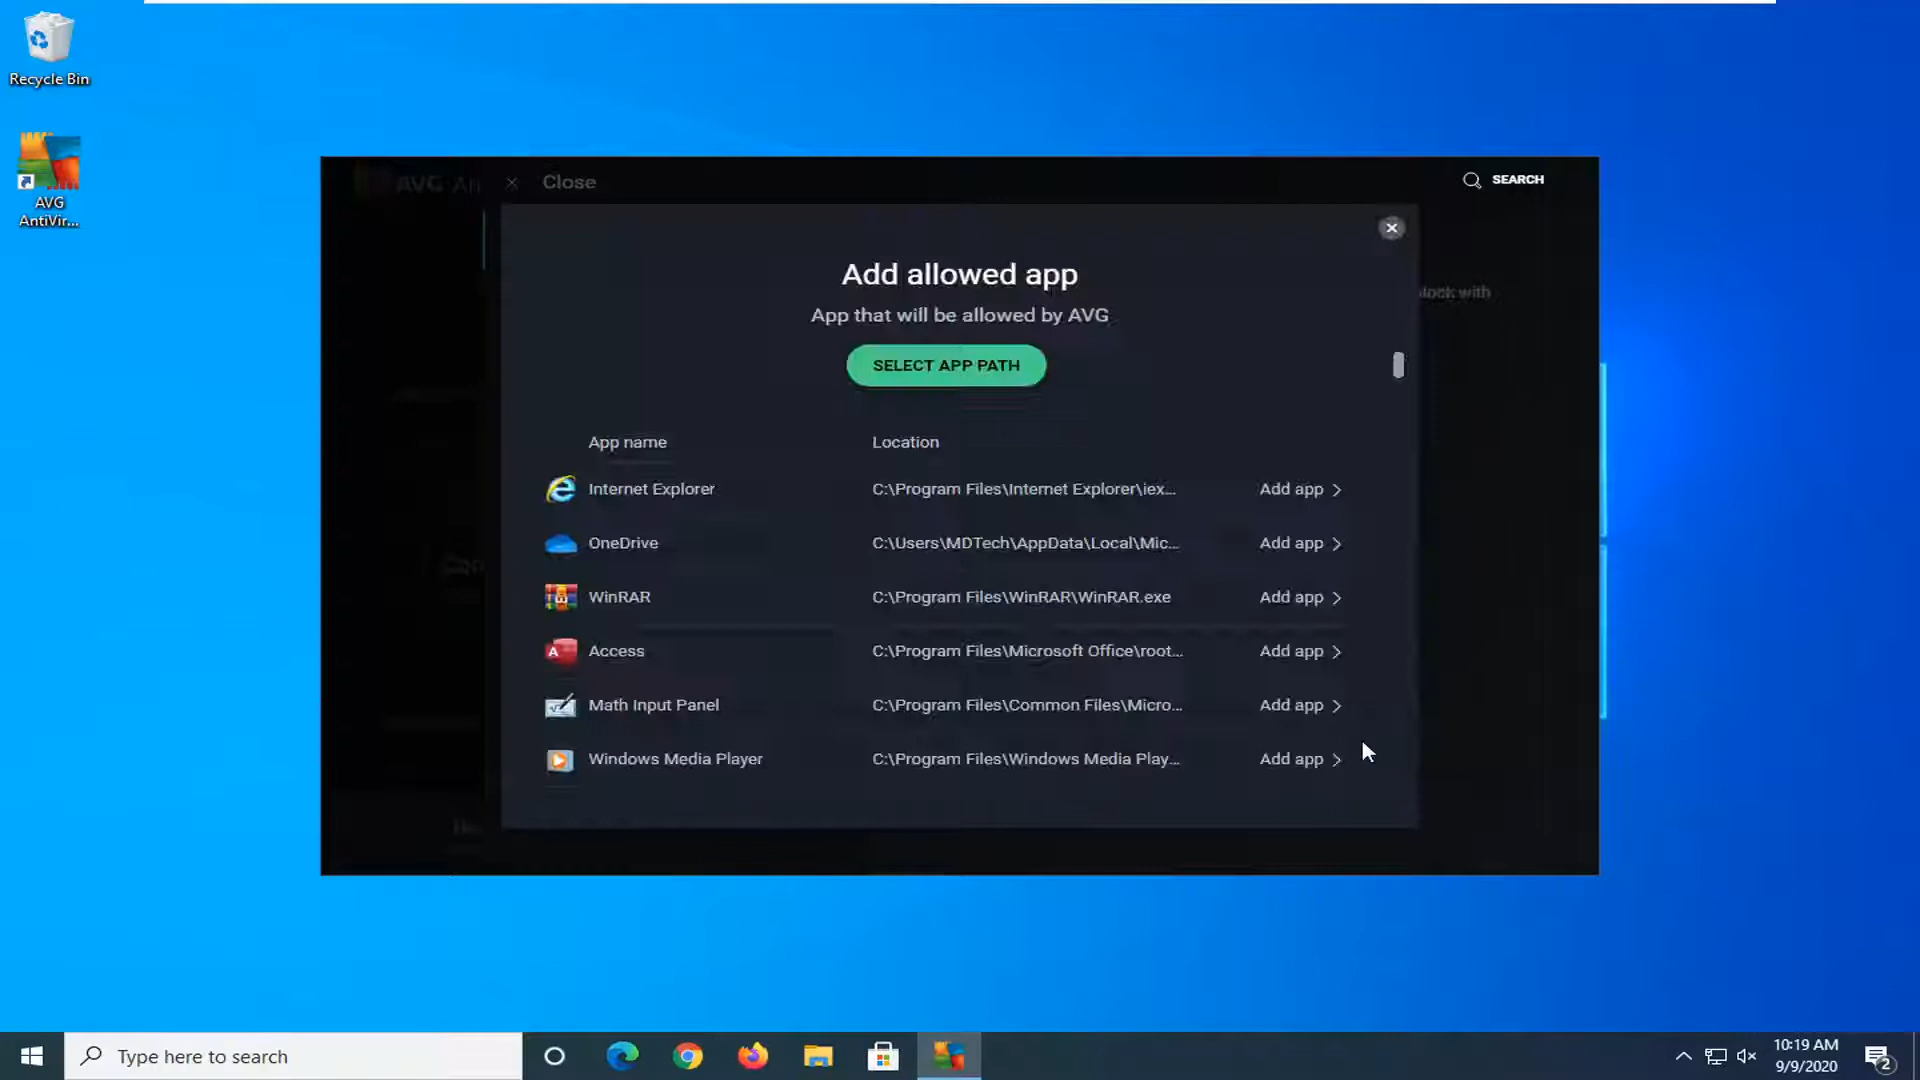 Recycle Bin
AVG
AntiVir...
AVG
Close
SEARCH
Add allowed app
App that will be allowed by AVG
lock with
SELECT APP PATH
App name
Location
Internet Explorer
C:\Program Files\Internet Explorer\iex...
Add app
OneDrive
C:\Users\MDTech\AppData\Local\Mic...
Add app
WinRAR
C:\Program Files\WinRAR\WinRAR.exe
Add app
Access
C:\Program Files\Microsoft Office\root...
Add app
Math Input Panel
C:\Program Files\Common Files\Micro...
Add app
Windows Media Player
C:\Program Files\Windows Media Play...
Add app
Type here to search
10:19 AM
9/9/2020
2